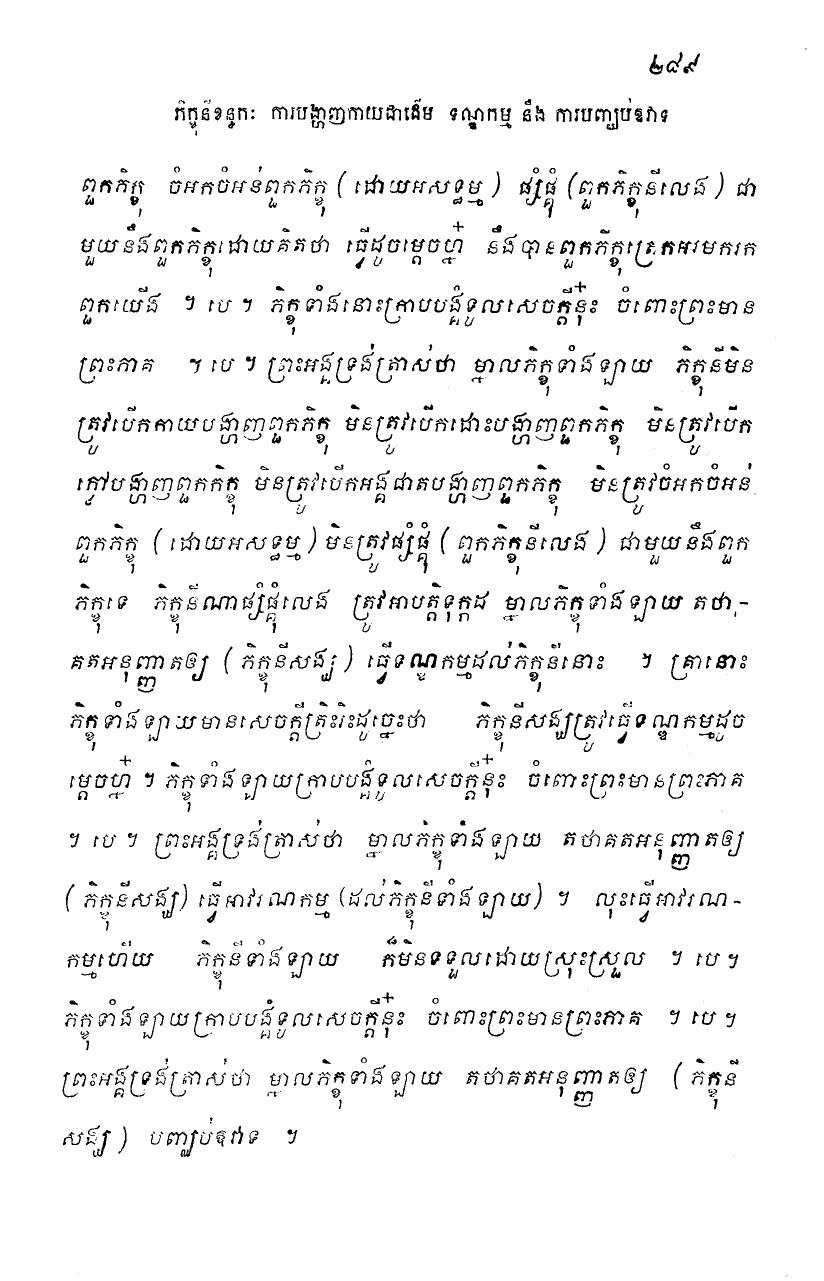 ២៨៩
ភិក្ខុនីខន្ធកៈ ការបង្ហាញកាយជាដើម ទណ្ឌកម្ម និង ការបញ្ឈប់ឱវាទ
ពួកភិក្ខុ ចំអកចំអន់ពួកភិក្ខុ (ដោយអសទ្ធម្ម) ផ្សំផ្គុំ (ពួកភិក្ខុនីលេង) ជា
មួយនឹងពួកភិក្ខុដោយគិតថា ធ្វើដូចម្តេចហ្ន៎ នឹងបានពួកភិក្ខុត្រេកអរមករក
ពួកយើង ។ បេ ។ ភិក្ខុទាំងនោះក្រាបបង្គំទូលសេចក្តីនុ៎ះ ចំពោះព្រះមាន
ព្រះភាគ ។ បេ ។ ព្រះអង្គទ្រង់ត្រាស់ថា ម្នាលភិក្ខុទាំងឡាយ ភិក្ខុនីមិន
ត្រូវបើកកាយបង្ហាញពួកភិក្ខុ មិនត្រូវបើកដោះបង្ហាញពួកភិក្ខុ មិនត្រូវបើក
ភ្លៅបង្ហាញពួកភិក្ខុ មិនត្រូវបើកអង្គជាតបង្ហាញពួកភិក្ខុ មិនត្រូវចំអកចំអន់
ពួកភិក្ខុ (ដោយអសទ្ធម្ម) មិនត្រូវផ្សំផ្គុំ (ពួកភិក្ខុនីលេង) ជាមួយនឹងពួក
ភិក្ខុទេ ភិក្ខុនីណាផ្សំផ្គុំលេង ត្រូវអាបត្តិទុក្កដ ម្នាលភិក្ខុទាំងឡាយ តថា-
គតអនុញ្ញាតឲ្យ (ភិក្ខុនីសង្ឃ) ធ្វើទណ្ឌកម្មដល់ភិក្ខុនីនោះ ។ គ្រានោះ
ភិក្ខុទាំងឡាយមានសេចក្តីត្រិះរិះដូច្នេះថា ភិក្ខុនីសង្ឃត្រូវធ្វើទណ្ឌកម្មដូច
ម្តេចហ្ន៎ ។ ភិក្ខុទាំងឡាយក្រាបបង្គំទូលសេចក្តីនុ៎ះ ចំពោះព្រះមានព្រះភាគ
។ បេ ។ ព្រះអង្គទ្រង់ត្រាស់ថា ម្នាលភិក្ខុទាំងឡាយ តថាគតអនុញ្ញាតឲ្យ
(ភិក្ខុនីសង្ឃ) ធ្វើអាវរណកម្ម (ដល់ភិក្ខុនីទាំងឡាយ) ។ លុះធ្វើអាវរណ-
កម្មហើយ ភិក្ខុនីទាំងឡាយ ក៏មិនទទួលដោយស្រុះស្រួល ។ បេ ។
ភិក្ខុទាំងឡាយក្រាបបង្គំទូលសេចក្តីនុ៎ះ ចំពោះព្រះមានព្រះភាគ ។ បេ ។
ព្រះអង្គទ្រង់ត្រាស់ថា ម្នាលភិក្ខុទាំងឡាយ តថាគតអនុញ្ញាតឲ្យ (ភិក្ខុនី
សង្ឃ) បញ្ឈប់ឱវាទ ។